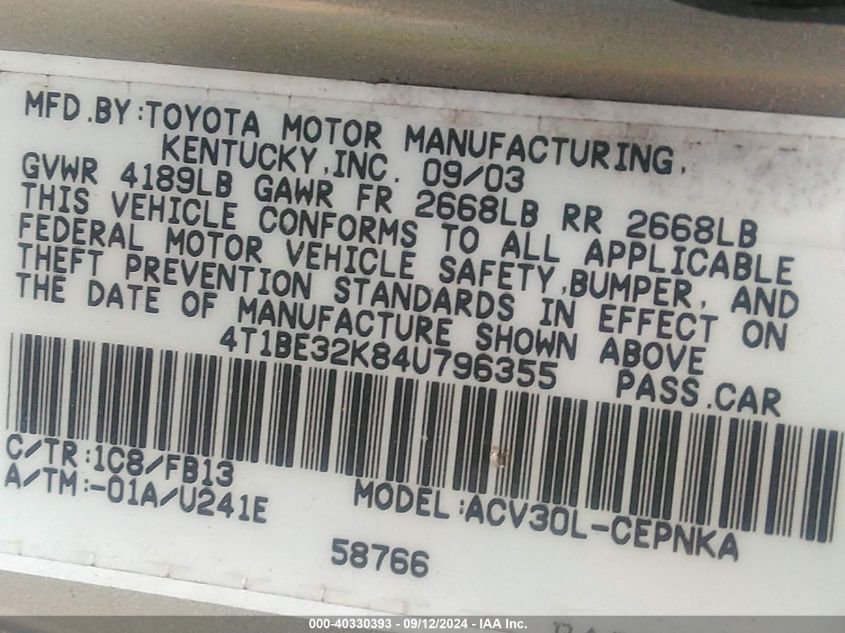 MFD.BY:TOYOTA MOTOR MANUFACTURING,
KENTUCKY,INC. 09/03
GVWR 4189LB GAWR FR 2668LB RR 2668LB
THIS VEHICLE CONFORMS TO ALL APPLICABLE
FEDERAL MOTOR VEHICLE SAFETY,BUMPER, AND
THEFT PREVENTION STANDARDS IN EFFECT ON
THE DATE OF MANUFACTURE SHOWN ABOVE
4T1BE32K84U796355 PASS.CAR
C/TR:1C8/FB13
A/TM:-01A/U241E MODEL:ACV30L-CEPNKA
58766
000-40330393 - 09/12/2024 - IAA Inc.